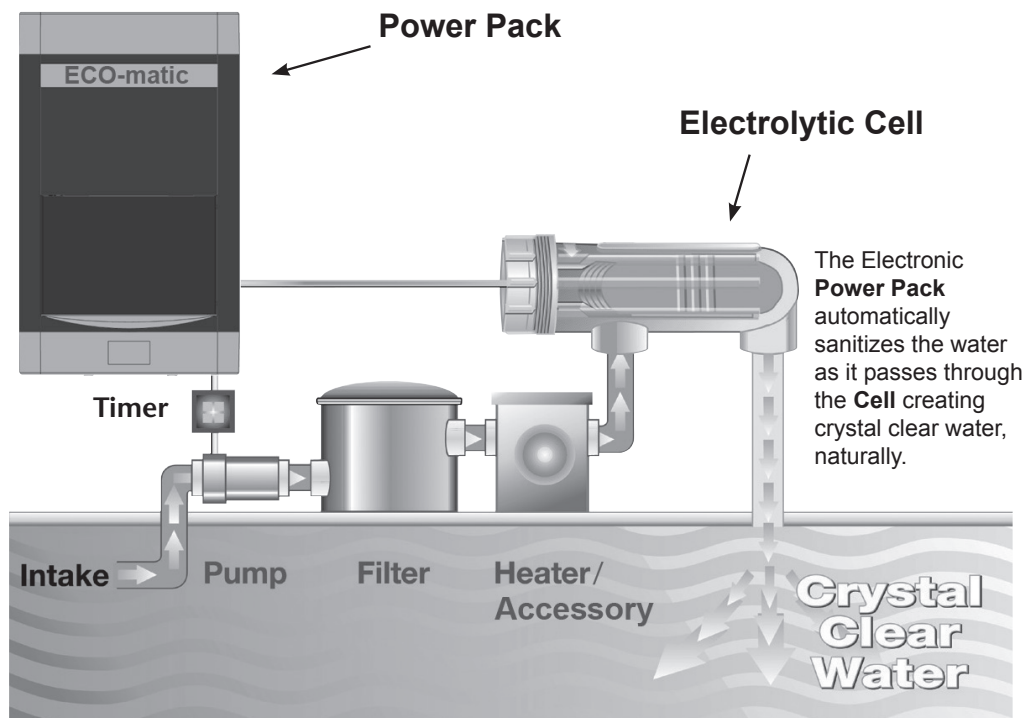 Power Pack
ECO-matic
Electrolytic Cell
The Electronic
Power Pack
automatically
sanitizes the water
as it passes through
the Cell creating
crystal clear water,
naturally.
Timer
Intake
Pump
Filter
Heater/
Accessory
Crystal
Clear
Water